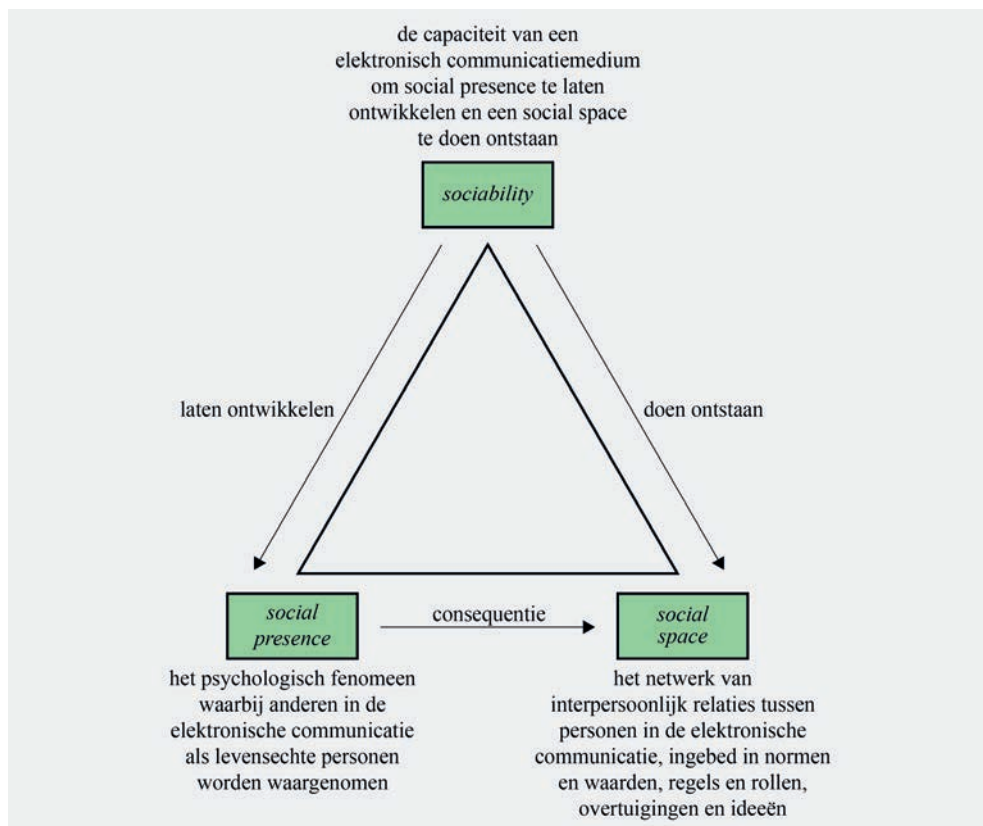 de capaciteit van een
elektronisch communicatiemedium
om social presence te laten
ontwikkelen en een social space
te doen ontstaan
sociability
laten ontwikkelen
doen ontstaan
social
presence
consequentie
social
space
het psychologisch fenomeen
waarbij anderen in de
elektronische communicatie
als levensechte personen
worden waargenomen
het netwerk van
interpersoonlijk relaties tussen
personen in de elektronische
communicatie, ingebed in normen
en waarden, regels en rollen,
overtuigingen en ideeën